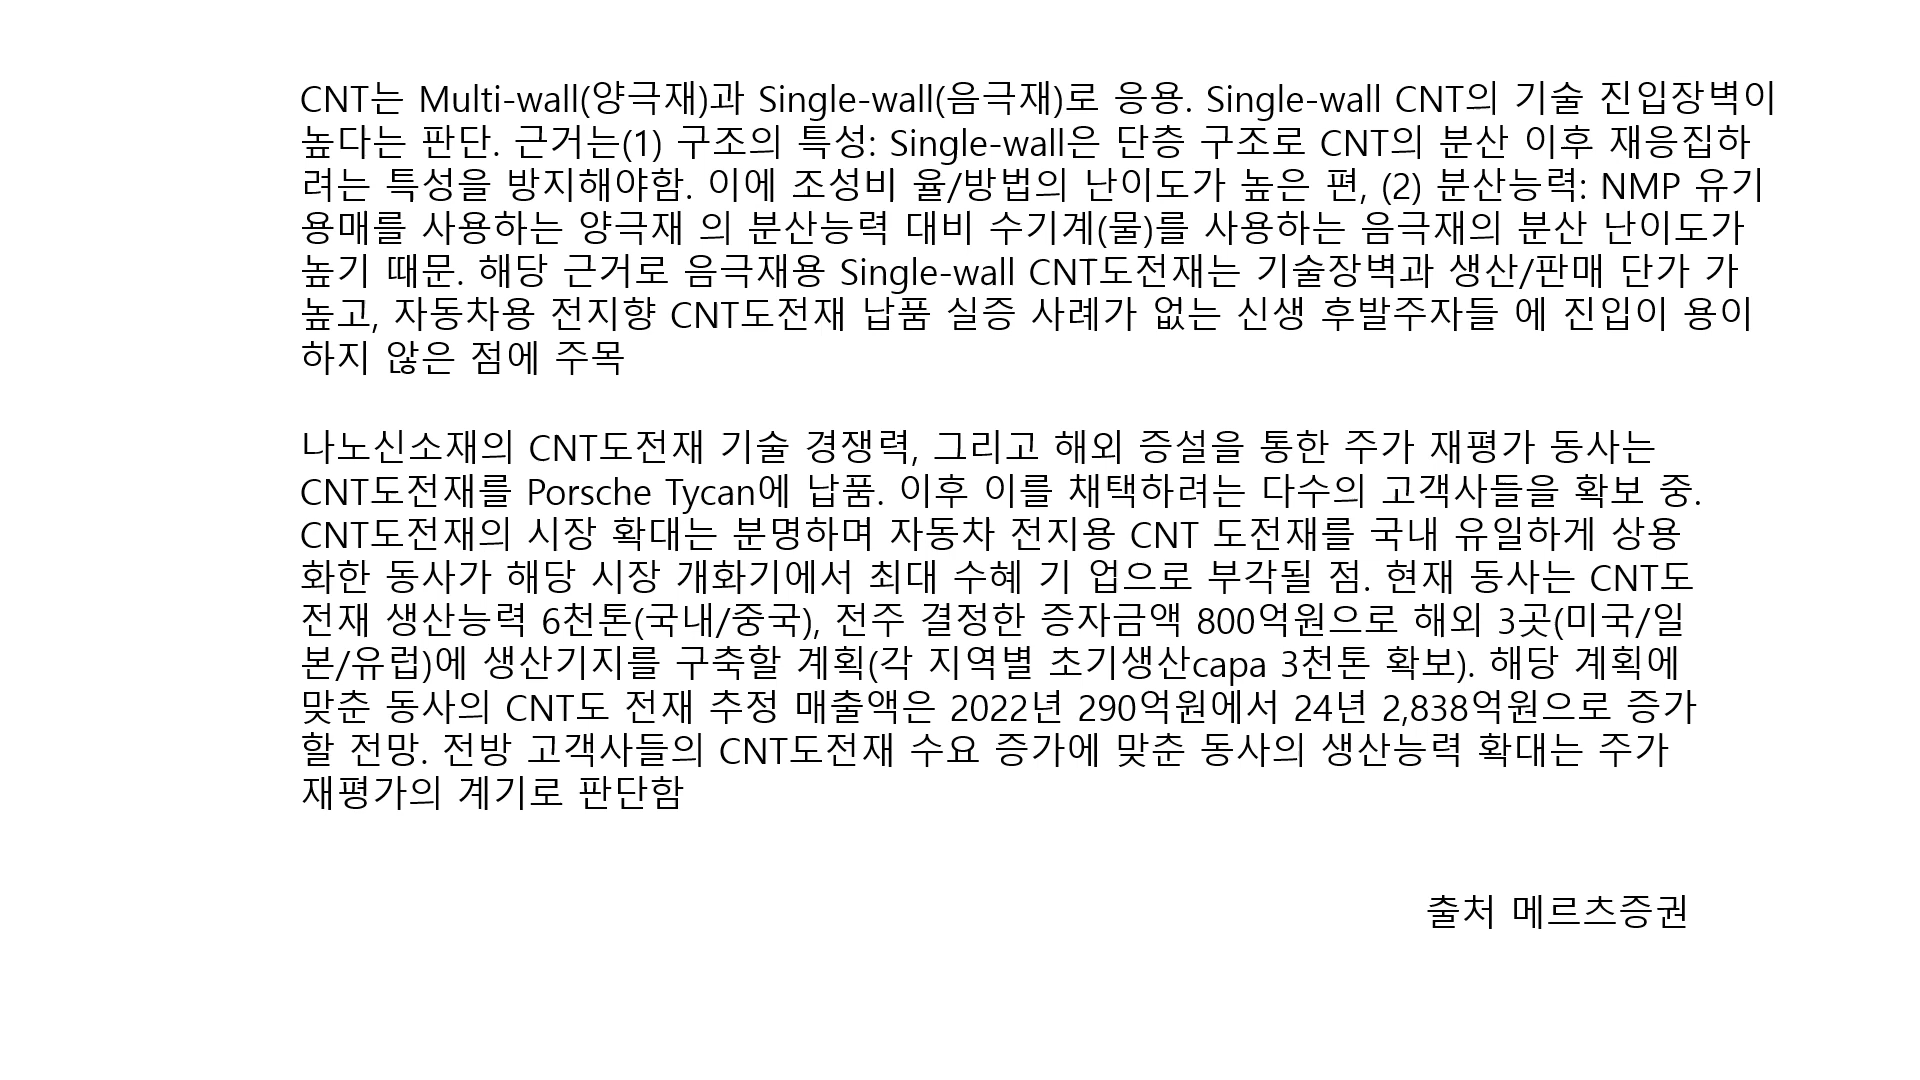 CNT는 Multi-wall(양극재)과 Single-wall(음극재)로 응용. Single-wall CNT의 기술 진입장벽이
높다는 판단. 근거는(1) 구조의 특성: Single-wall은 단층 구조로 CNT의 분산 이후 재응집하
려는 특성을 방지해야함. 이에 조성비 율/방법의 난이도가 높은 편, (2) 분산능력: NMP 유기
용매를 사용하는 양극재 의 분산능력 대비 수기계(물)를 사용하는 음극재의 분산 난이도가
높기 때문. 해당 근거로 음극재용 Single-wall CNT도전재는 기술장벽과 생산/판매 단가 가
높고, 자동차용 전지향 CNT도전재 납품 실증 사례가 없는 신생 후발주자들 에 진입이 용이
하지 않은 점에 주목
나노신소재의 CNT도전재 기술 경쟁력, 그리고 해외 증설을 통한 주가 재평가 동사는
CNT도전재를 Porsche Tycan에 납품. 이후 이를 채택하려는 다수의 고객사들을 확보 중.
CNT도전재의 시장 확대는 분명하며 자동차 전지용 CNT 도전재를 국내 유일하게 상용
화한 동사가 해당 시장 개화기에서 최대 수혜 기 업으로 부각될 점. 현재 동사는 CNT도
전재 생산능력 6천톤(국내/중국), 전주 결정한 증자금액 800억원으로 해외 3곳(미국/일
본/유럽)에 생산기지를 구축할 계획(각 지역별 초기생산capa 3천톤 확보). 해당 계획에
맞춘 동사의 CNT도 전재 추정 매출액은 2022년 290억원에서 24년 2,838억원으로 증가
할 전망. 전방 고객사들의 CNT도전재 수요 증가에 맞춘 동사의 생산능력 확대는 주가
재평가의 계기로 판단함
출처 메르츠증권